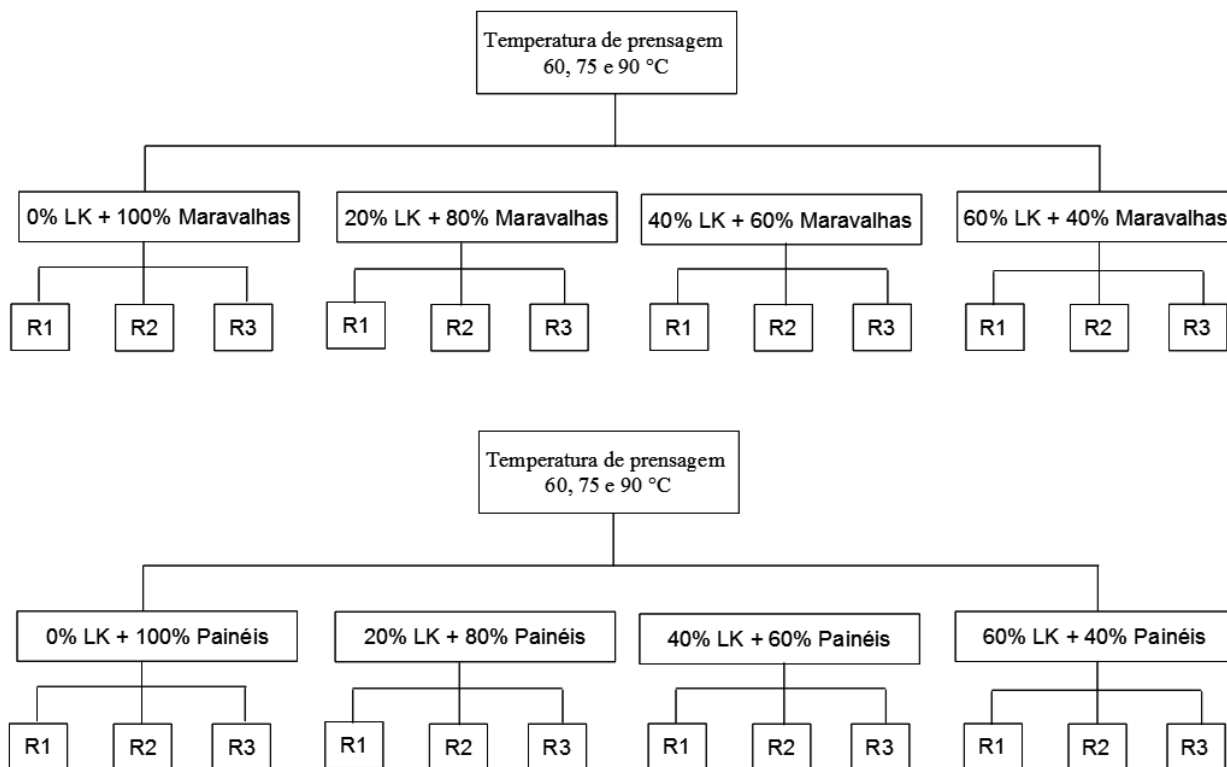 Temperatura de prensagem
60, 75 e 90 °C
0% LK + 100% Maravalhas
20% LK + 80% Maravalhas
40% LK + 60% Maravalhas
60% LK + 40% Maravalhas
R1
R2
R3
R1
R2
R3
R1
R2
R3
R1
R2
R3
Temperatura de prensagem
60, 75 e 90 °C
0% LK + 100% Painéis
20% LK + 80% Painéis
40% LK + 60% Painéis
60% LK + 40% Painéis
R1
R2
R3
R1
R2
R3
R1
R2
R3
R1
R2
R3